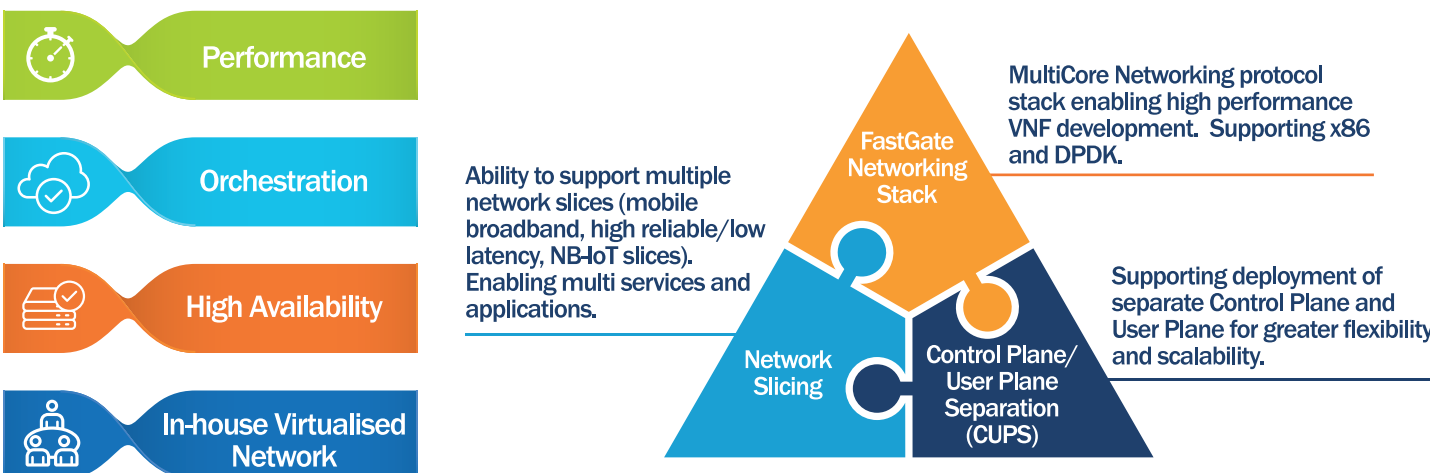 Performance
Orchestration
High Availability
In-house Virtualised
Network
Ability to support multiple
network slices (mobile
broadband, high reliable/low
latency, NB-IoT slices).
Enabling multi services and
applications.
FastGate
Networking
Stack
MultiCore Networking protocol
stack enabling high performance
VNF development.  Supporting x86
and DPDK.
Network
Slicing
Control Plane/
User Plane
Separation
(CUPS)
Supporting deployment of
separate Control Plane and
User Plane for greater flexibility
and scalability.